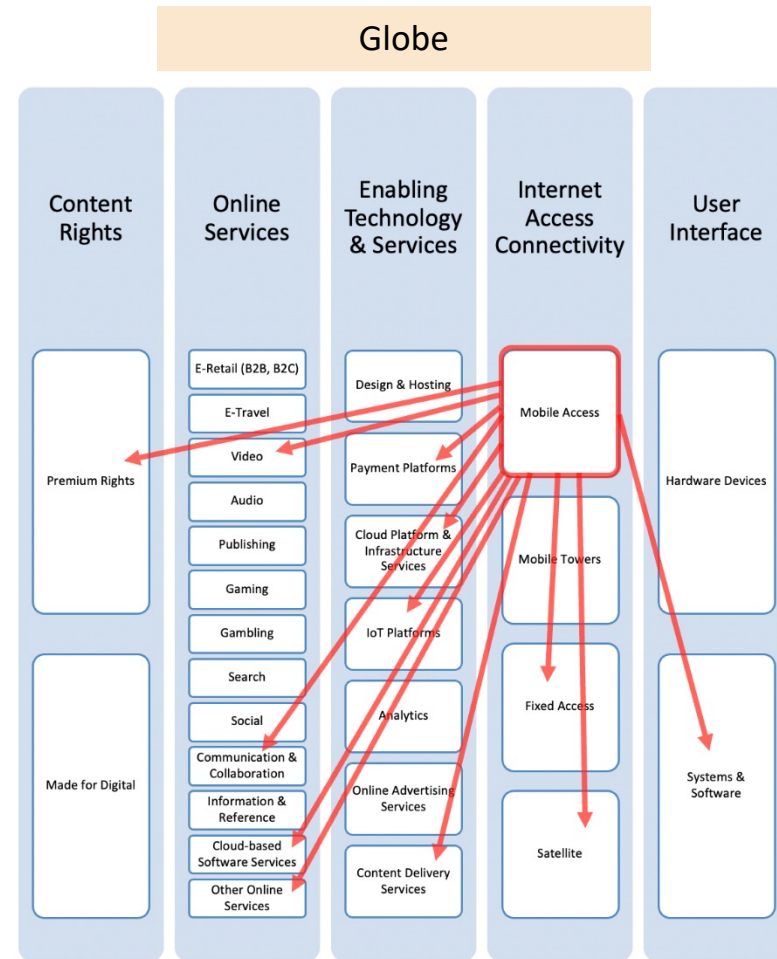 Globe
Content
Rights
Premium Rights
Made for Digital
Online
Services
E-Retail (B2B, B2C)
E-Travel
Video
Audio
Publishing
Gaming
Gambling
Search
Social
Communication &
Collaboration
Information &
Reference
Cloud-based
Software Services
Other Online
Services
Enabling
Technology
& Services
Design & Hosting
Payment Platforms
Cloud Platform &
Infrastructure
Services
IoT Platforms
Analytics
Online Advertising
Services
Content Delivery
Services
Internet
Access
Connectivity
Mobile Access
Mobile Towers
Fixed Access
Satellite
User
Interface
Hardware Devices
Systems &
Software